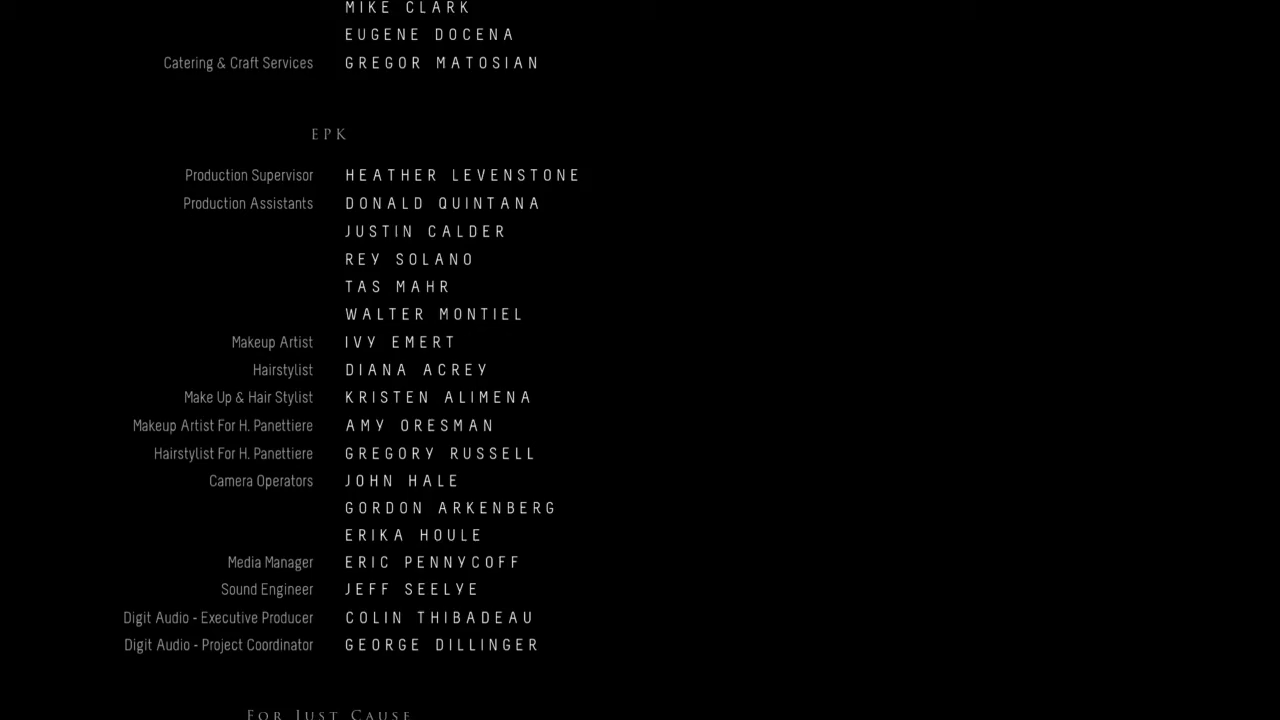 MIKE CLARK
EUGENE DOCENA
Catering & Craft Services GREGOR MATOSIAN
EPK
Production Supervisor HEATHER LEVENSTONE
Production Assistants DONALD QUINTANA
JUSTIN CALDER
REY SOLANO
TAS MAHR
WALTER MONTIEL
Makeup Artist IVY EMERT
Hairstylist DIANA ACREY
Make Up & Hair Stylist KRISTEN ALIMENA
Makeup Artist For H. Panettiere AMY ORESMAN
Hairstylist For H. Panettiere GREGORY RUSSELL
Camera Operators JOHN HALE
GORDON ARKENBERG
ERIKA HOULE
Media Manager ERIC PENNYCOFF
Sound Engineer JEFF SEELYE
Digit Audio - Executive Producer COLIN THIBADEAU
Digit Audio - Project Coordinator GEORGE DILLINGER
FOR JUST CAUSE